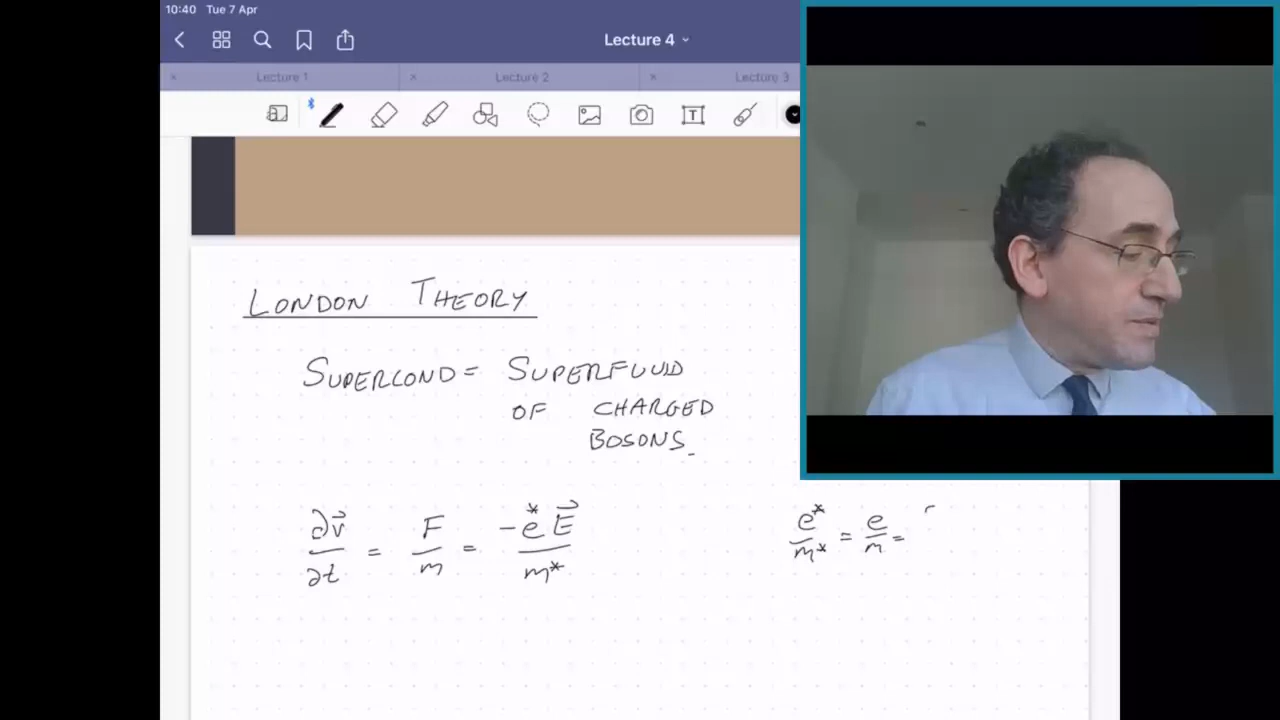 10:40 Tue 7 Apr
Lecture 4
Lecture 1
Lecture 2
Lecture 3
T
LONDON THEORY
SUPERCOND = SUPERFLUID
OF CHARGED
BOSONS.
∂v⃗/∂t = F/m = -e* E⃗/m*
e*/m* = e/m =